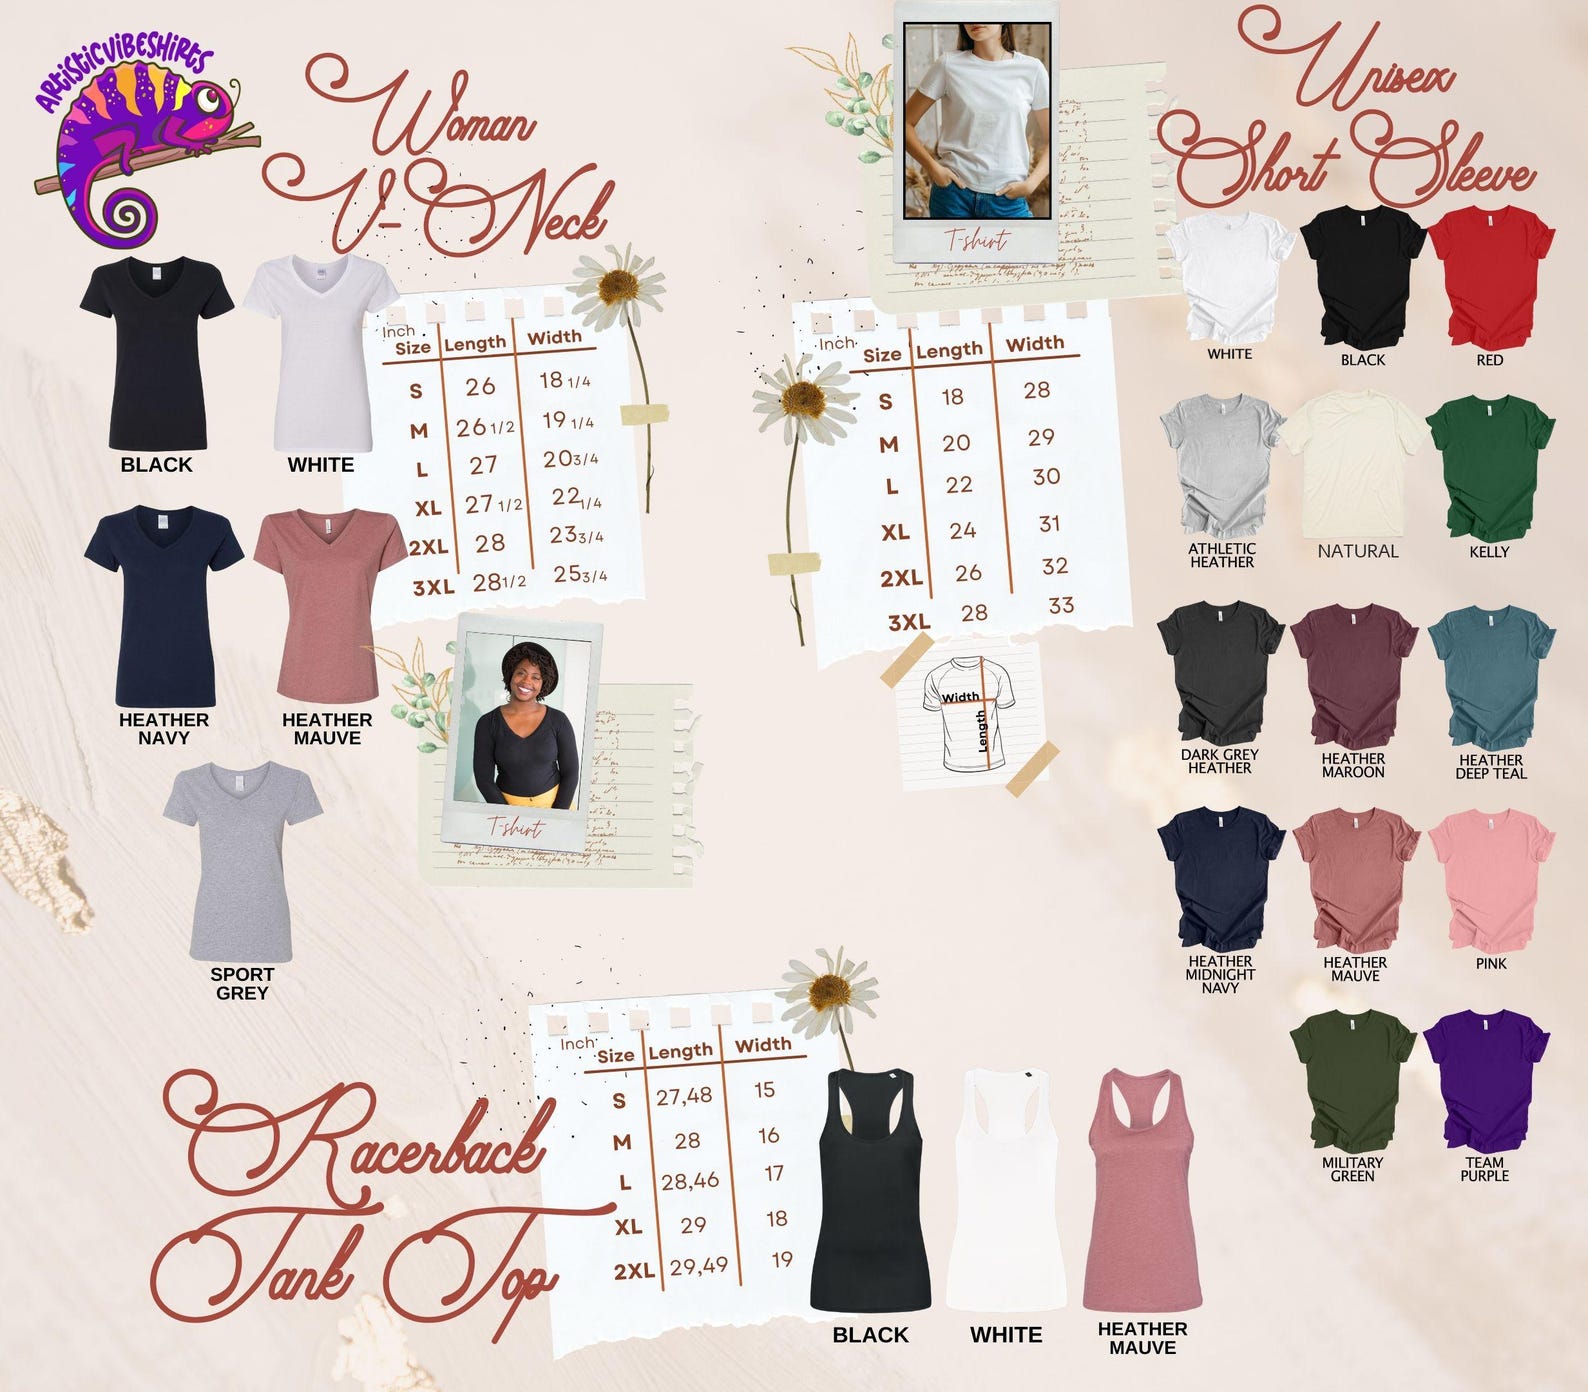 ARTISTICVIBESHIRTS
Woman
V-Neck
BLACK
WHITE
HEATHER
NAVY
HEATHER
MAUVE
SPORT
GREY
Inch
Size Length Width
S 26 18 1/4
M 26 1/2 19 1/4
L 27 20 3/4
XL 27 1/2 22 1/4
2XL 28 23 3/4
3XL 28 1/2 25 3/4
T-shirt
Unisex
Short Sleeve
T-shirt
Inch
Size Length Width
S 18 28
M 20 29
L 22 30
XL 24 31
2XL 26 32
3XL 28 33
Width
Length
WHITE
BLACK
RED
ATHLETIC
HEATHER
NATURAL
KELLY
DARK GREY
HEATHER
HEATHER
MAROON
HEATHER
DEEP TEAL
HEATHER
MIDNIGHT
NAVY
HEATHER
MAUVE
PINK
MILITARY
GREEN
TEAM
PURPLE
Racerback
Tank Top
Inch
Size Length Width
S 27,48 15
M 28 16
L 28,46 17
XL 29 18
2XL 29,49 19
BLACK
WHITE
HEATHER
MAUVE